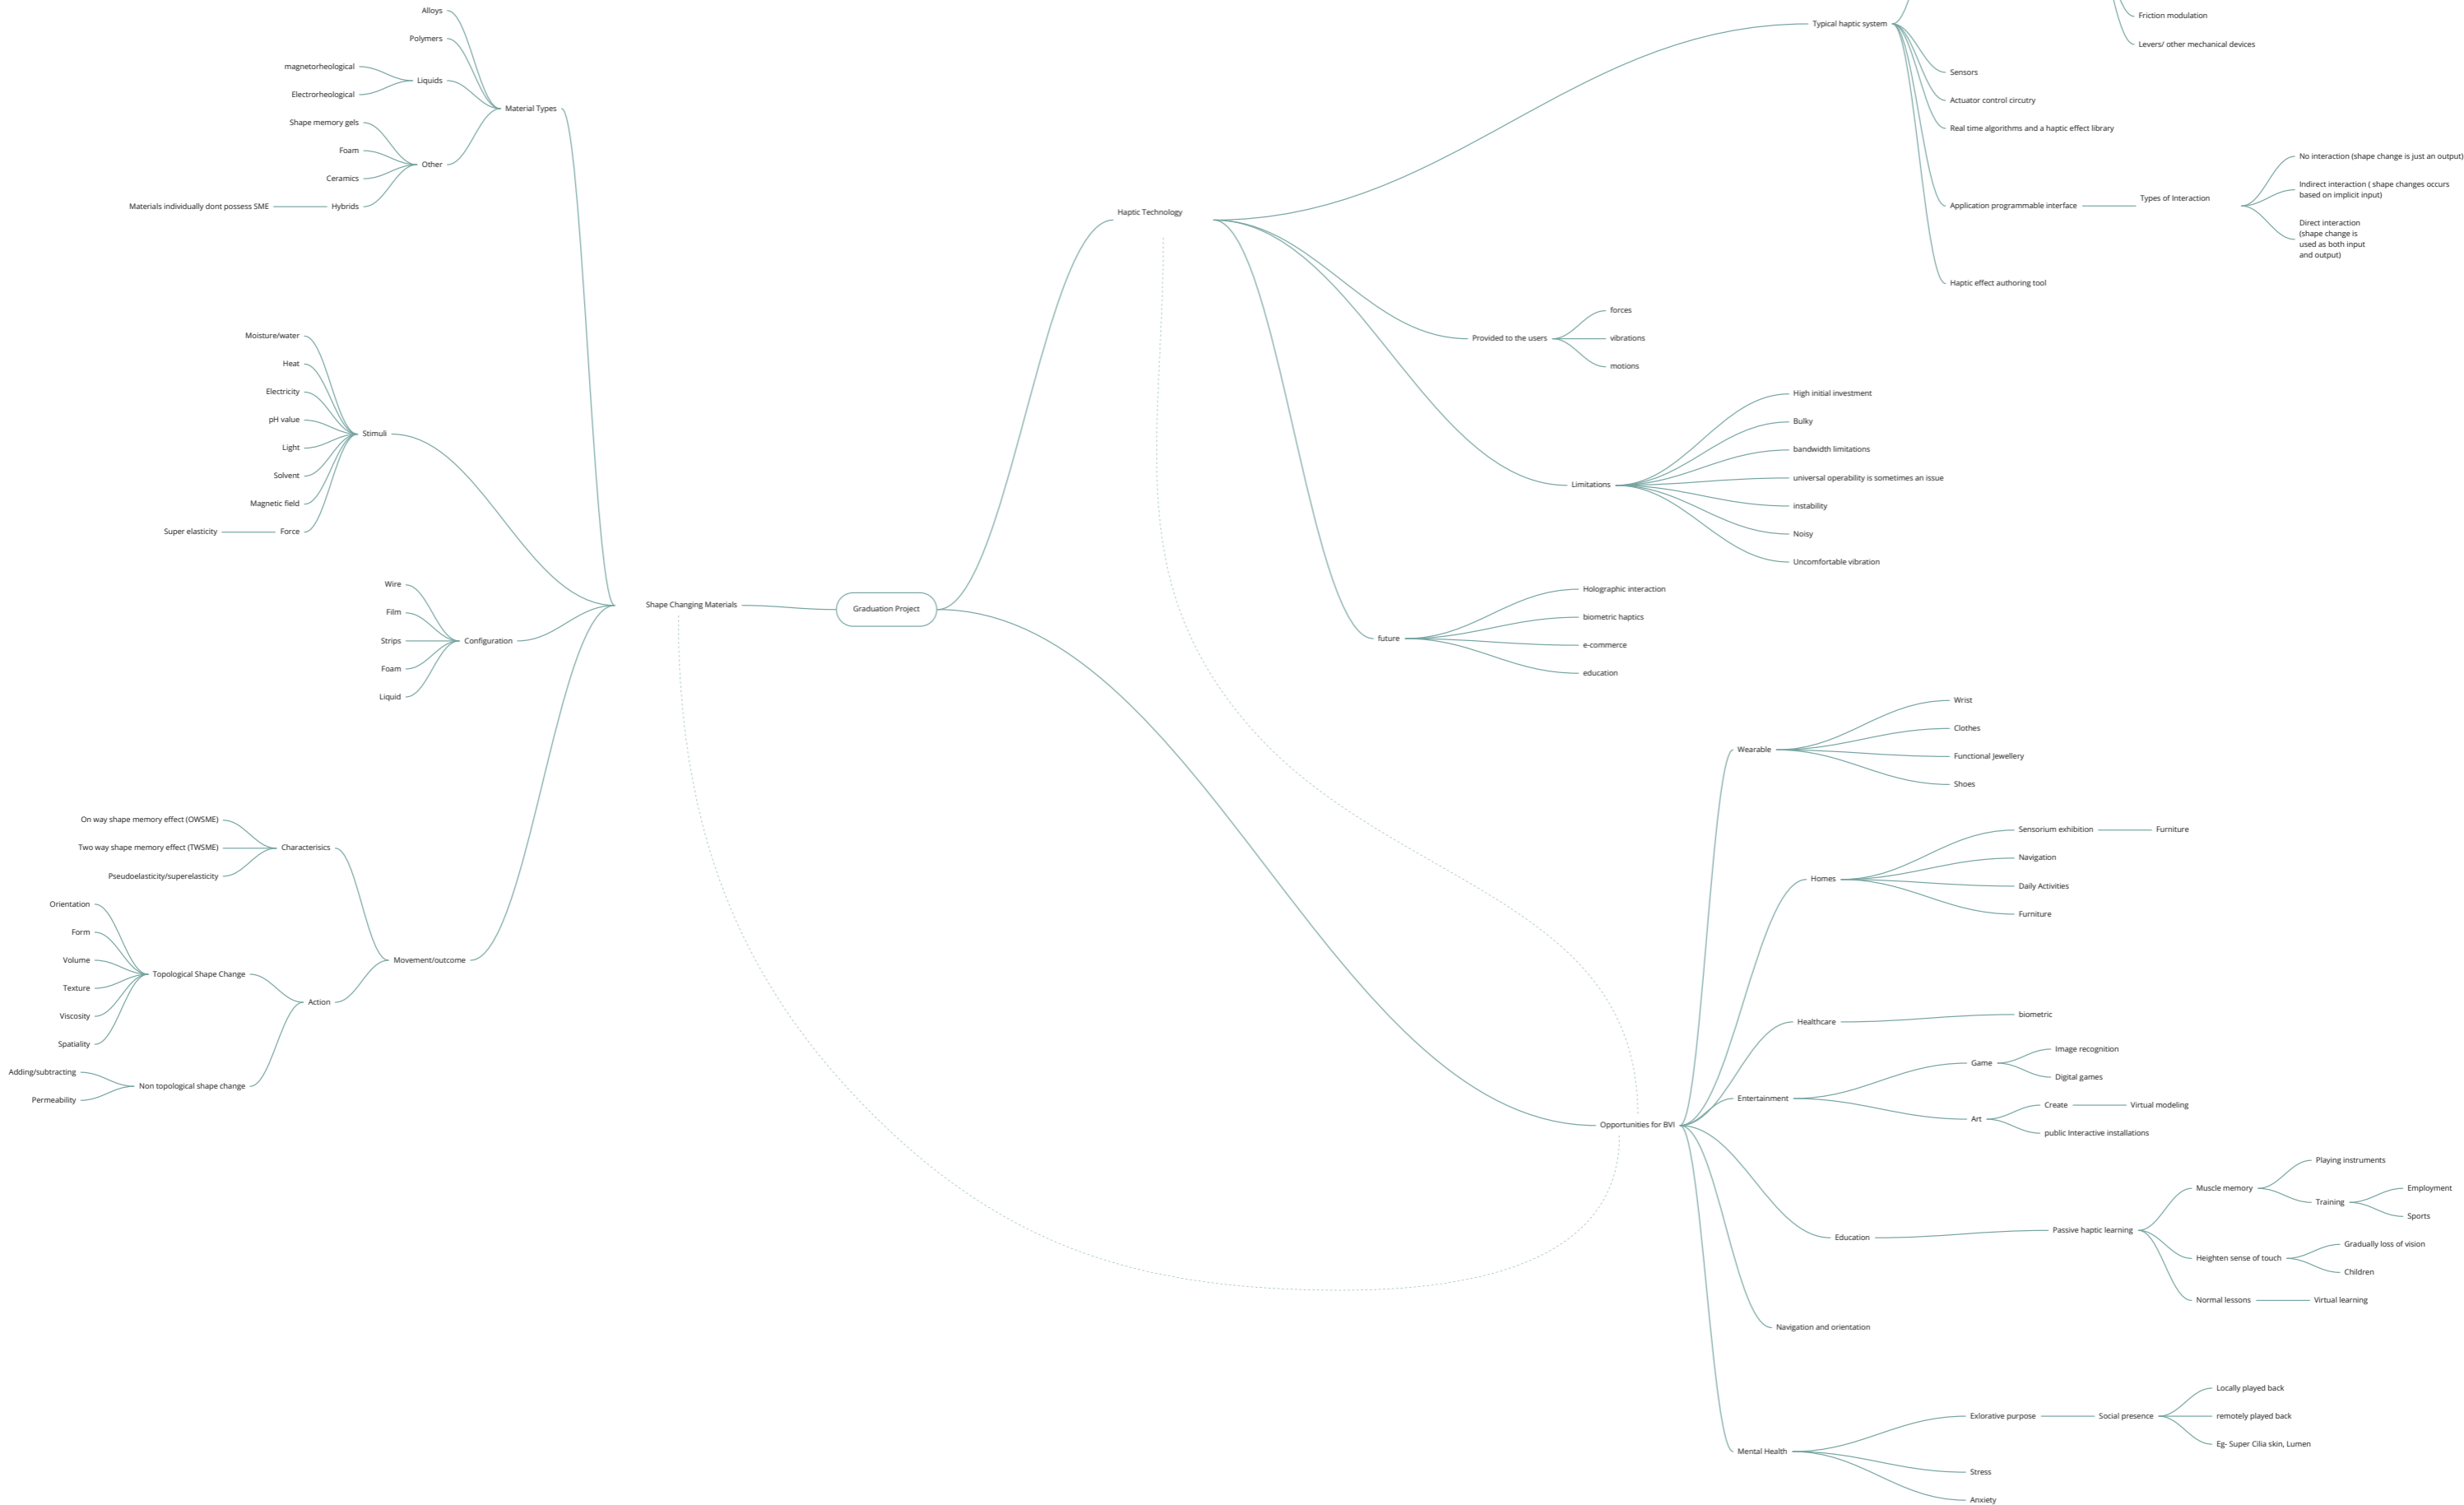 Graduation Project
Shape Changing Materials
Material Types
Alloys
Polymers
Liquids
magnetorheological
Electrorheological
Other
Shape memory gels
Foam
Ceramics
Hybrids
Materials individually dont possess SME
Stimuli
Moisture/water
Heat
Electricity
pH value
Light
Solvent
Magnetic field
Force
Super elasticity
Configuration
Wire
Film
Strips
Foam
Liquid
Movement/outcome
Characterisics
On way shape memory effect (OWSME)
Two way shape memory effect (TWSME)
Pseudoelasticity/superelasticity
Action
Topological Shape Change
Orientation
Form
Volume
Texture
Viscosity
Spatiality
Non topological shape change
Adding/subtracting
Permeability
Haptic Technology
Typical haptic system
Friction modulation
Levers/ other mechanical devices
Sensors
Actuator control circutry
Real time algorithms and a haptic effect library
Application programmable interface
Types of Interaction
No interaction (shape change is just an output)
Indirect interaction ( shape changes occurs
based on implicit input)
Direct interaction
(shape change is
used as both input
and output)
Haptic effect authoring tool
Provided to the users
forces
vibrations
motions
Limitations
High initial investment
Bulky
bandwidth limitations
universal operability is sometimes an issue
instability
Noisy
Uncomfortable vibration
future
Holographic interaction
biometric haptics
e-commerce
education
Opportunities for BVI
Wearable
Wrist
Clothes
Functional Jewellery
Shoes
Homes
Sensorium exhibition
Furniture
Navigation
Daily Activities
Furniture
Healthcare
biometric
Entertainment
Game
Image recognition
Digital games
Art
Create
Virtual modeling
public Interactive installations
Education
Passive haptic learning
Muscle memory
Playing instruments
Training
Employment
Sports
Heighten sense of touch
Gradually loss of vision
Children
Normal lessons
Virtual learning
Navigation and orientation
Mental Health
Exlorative purpose
Social presence
Locally played back
remotely played back
Eg- Super Cilia skin, Lumen
Stress
Anxiety